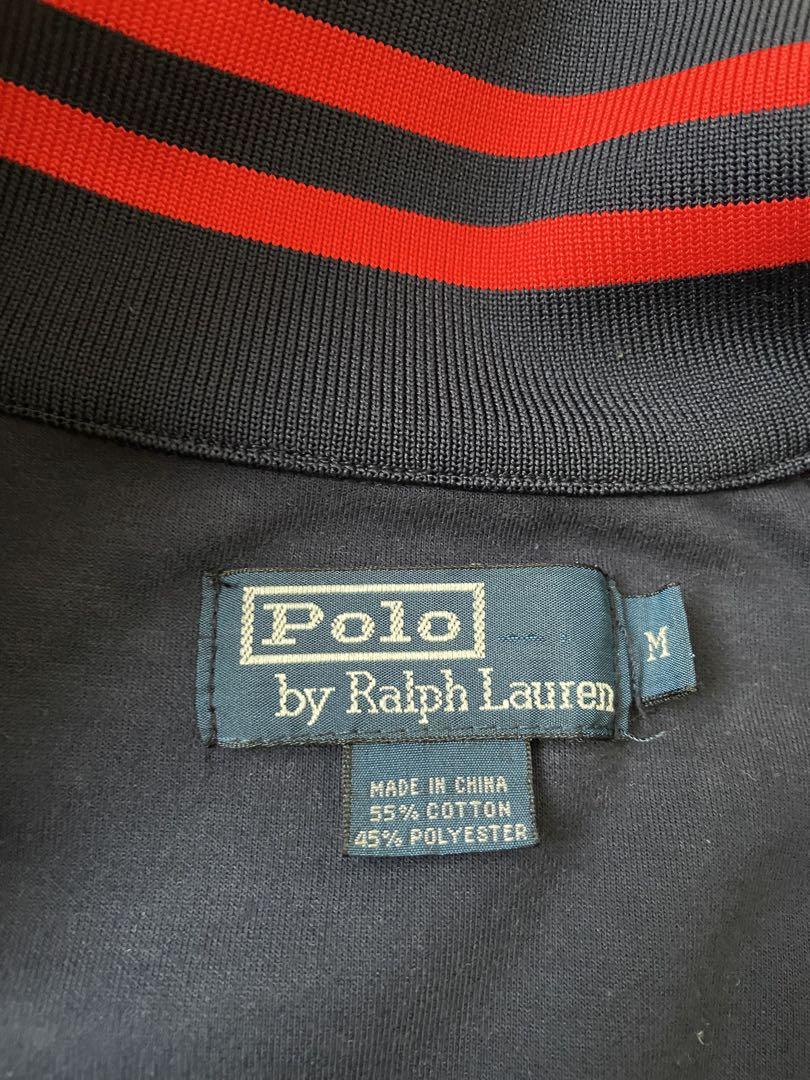 Polo
by Ralph Lauren
M
MADE IN CHINA
55% COTTON
45% POLYESTER